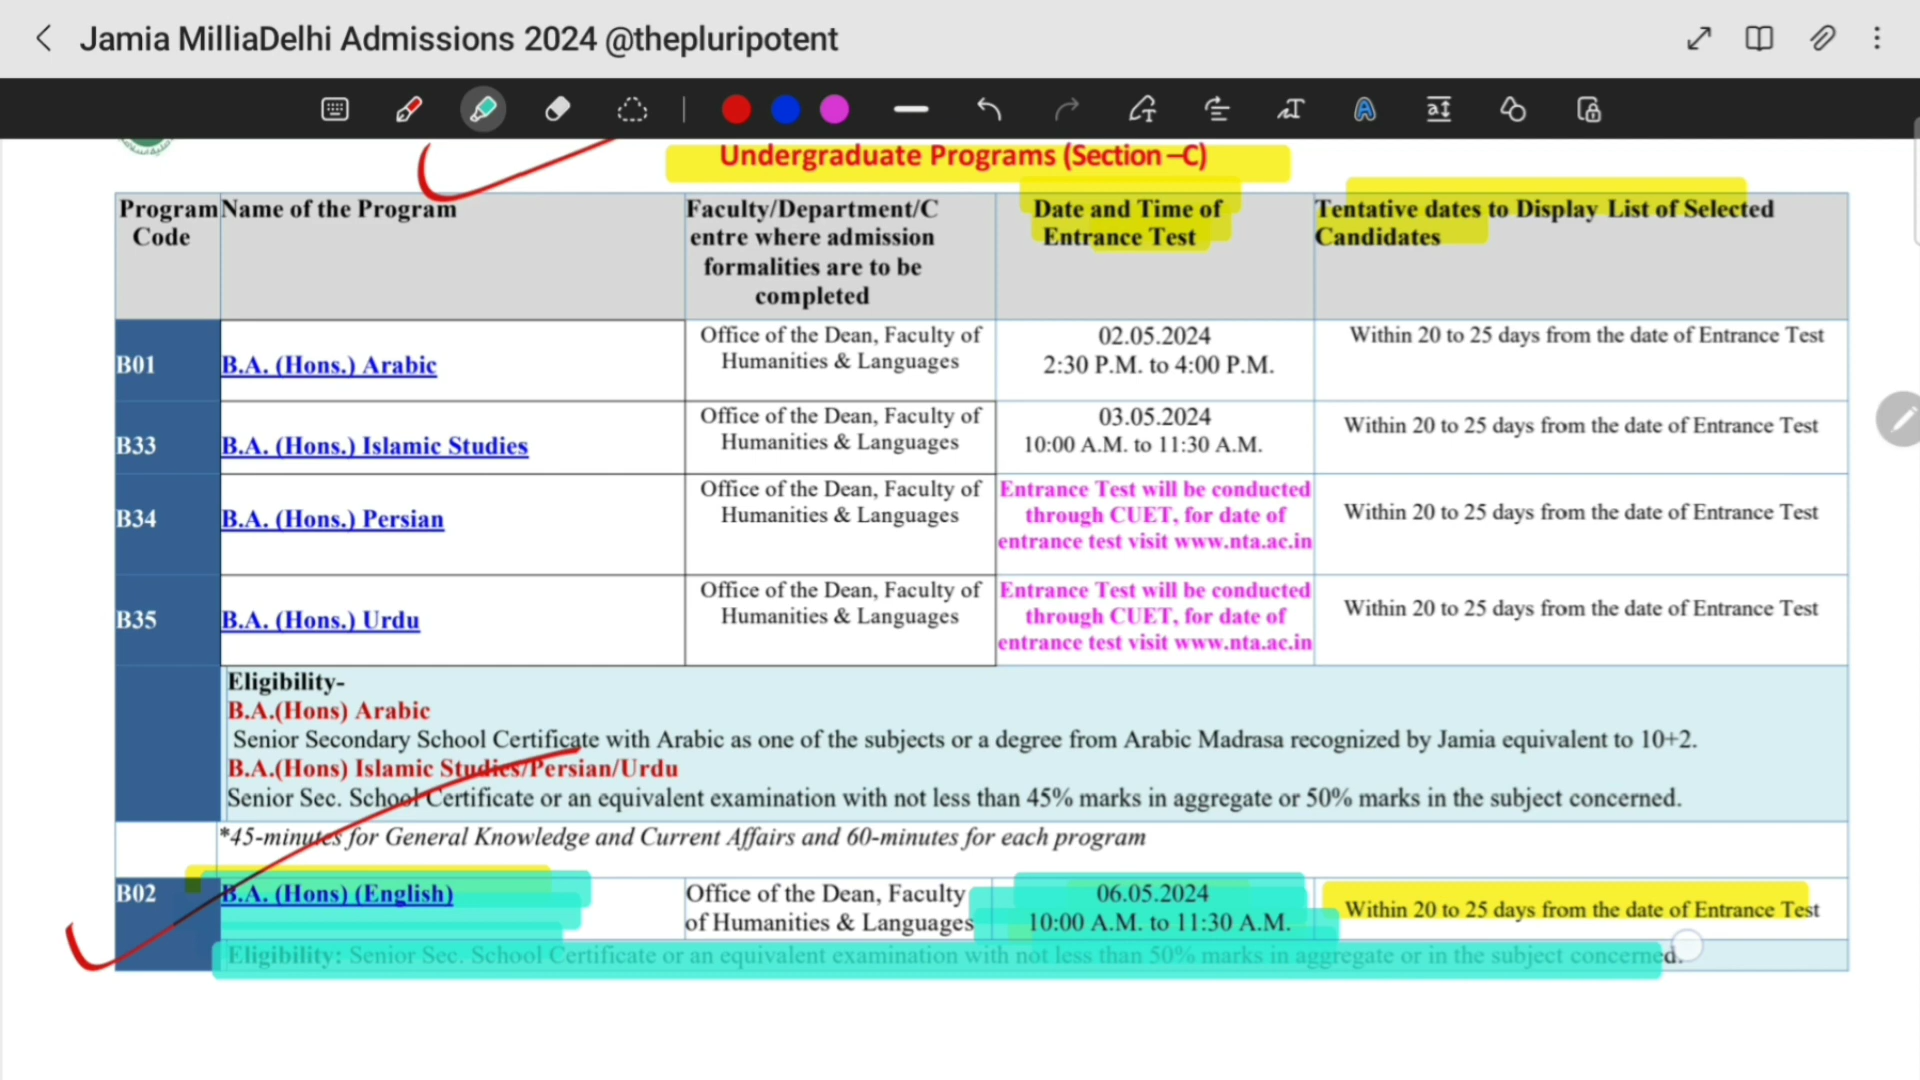 Jamia MilliaDelhi Admissions 2024 @thepluripotent
Undergraduate Programs (Section –C)
Program Code
Name of the Program
Faculty/Department/C
entre where admission
formalities are to be
completed
Date and Time of
Entrance Test
Tentative dates to Display List of Selected
Candidates
B01
B.A. (Hons.) Arabic
Office of the Dean, Faculty of
Humanities & Languages
02.05.2024
2:30 P.M. to 4:00 P.M.
Within 20 to 25 days from the date of Entrance Test
B33
B.A. (Hons.) Islamic Studies
Office of the Dean, Faculty of
Humanities & Languages
03.05.2024
10:00 A.M. to 11:30 A.M.
Within 20 to 25 days from the date of Entrance Test
B34
B.A. (Hons.) Persian
Office of the Dean, Faculty of
Humanities & Languages
Entrance Test will be conducted
through CUET, for date of
entrance test visit www.nta.ac.in
Within 20 to 25 days from the date of Entrance Test
B35
B.A. (Hons.) Urdu
Office of the Dean, Faculty of
Humanities & Languages
Entrance Test will be conducted
through CUET, for date of
entrance test visit www.nta.ac.in
Within 20 to 25 days from the date of Entrance Test
Eligibility-
B.A.(Hons) Arabic
Senior Secondary School Certificate with Arabic as one of the subjects or a degree from Arabic Madrasa recognized by Jamia equivalent to 10+2.
B.A.(Hons) Islamic Studies/Persian/Urdu
Senior Sec. School Certificate or an equivalent examination with not less than 45% marks in aggregate or 50% marks in the subject concerned.
*45-minutes for General Knowledge and Current Affairs and 60-minutes for each program
B02
B.A. (Hons) (English)
Office of the Dean, Faculty
of Humanities & Languages
06.05.2024
10:00 A.M. to 11:30 A.M.
Within 20 to 25 days from the date of Entrance Test
Eligibility: Senior Sec. School Certificate or an equivalent examination with not less than 50% marks in aggregate or in the subject concerned.